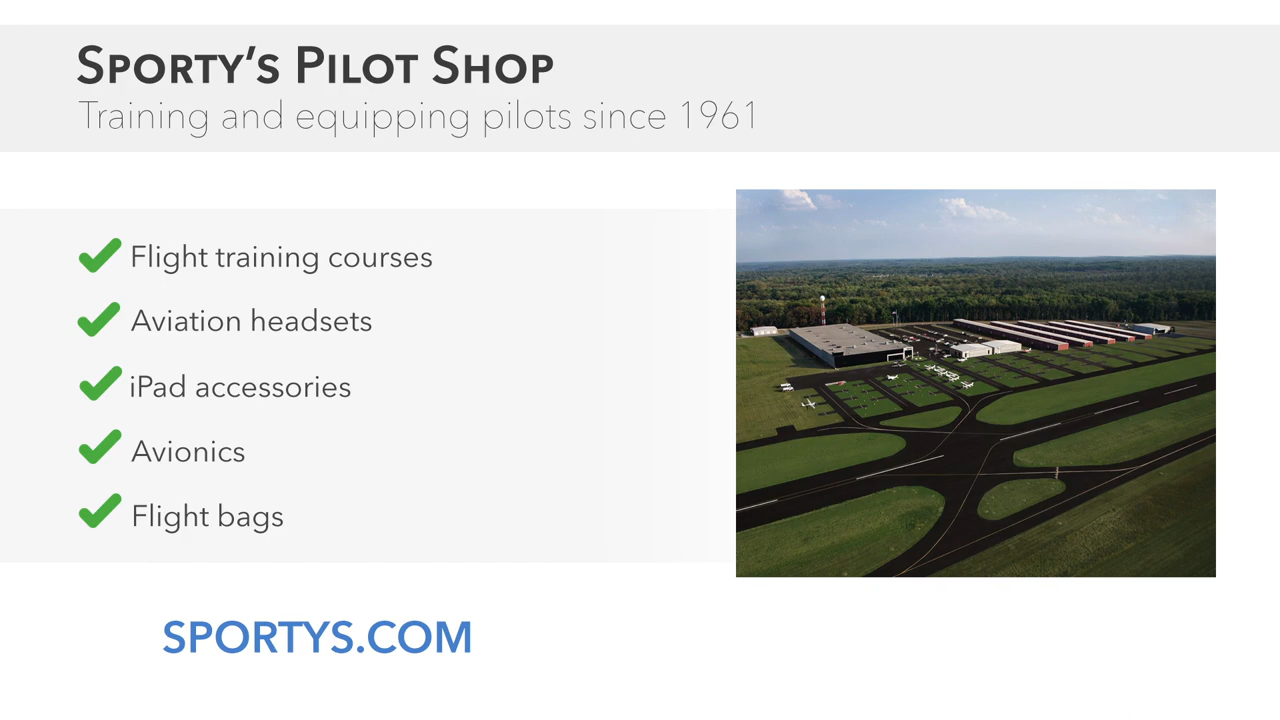 Sporty's Pilot Shop
Training and equipping pilots since 1961
Flight training courses
Aviation headsets
iPad accessories
Avionics
Flight bags
SPORTYS.COM